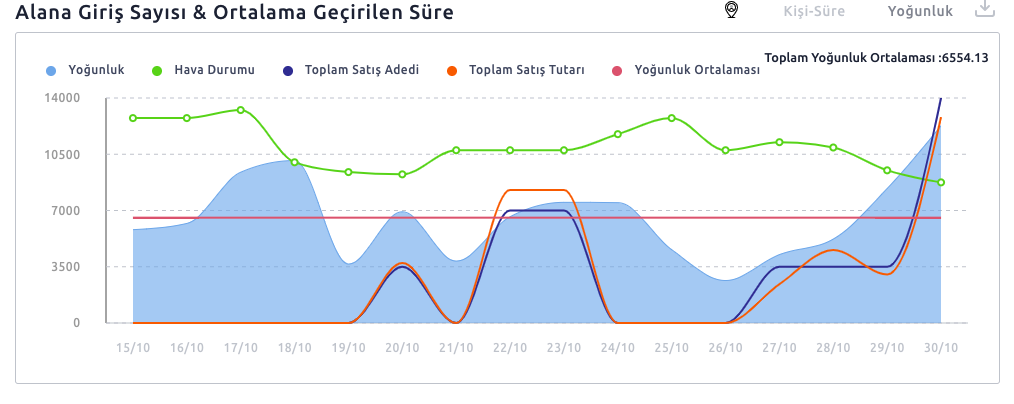 Alana Giriş Sayısı & Ortalama Geçirilen Süre
Kişi-Süre
Yoğunluk
Toplam Yoğunluk Ortalaması :6554.13
Yoğunluk
Hava Durumu
Toplam Satış Adedi
Toplam Satış Tutarı
Yoğunluk Ortalaması
14000
10500
7000
3500
0
15/10
16/10
17/10
18/10
19/10
20/10
21/10
22/10
23/10
24/10
25/10
26/10
27/10
28/10
29/10
30/10